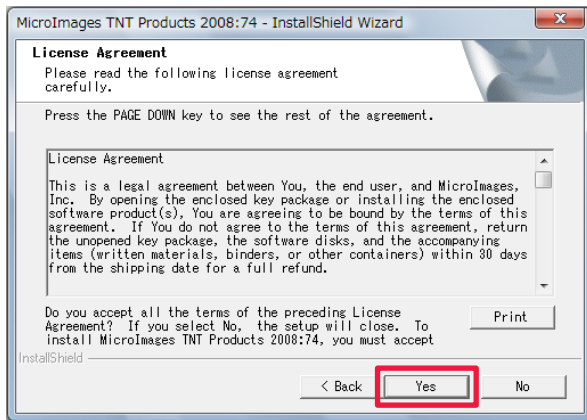 MicroImages TNT Products 2008:74 - InstallShield Wizard
License Agreement
Please read the following license agreement
carefully.
Press the PAGE DOWN key to see the rest of the agreement.
License Agreement
This is a legal agreement between You, the end user, and MicroImages,
Inc.  By opening the enclosed key package or installing the enclosed
software product(s), You are agreeing to be bound by the terms of this
agreement.  If You do not agree to the terms of this agreement, return
the unopened key package, the software disks, and the accompanying
items (written materials, binders, or other containers) within 30 days
from the shipping date for a full refund.
Do you accept all the terms of the preceding License
Agreement?  If you select No,  the setup will close.  To
install MicroImages TNT Products 2008:74, you must accept
Print
InstallShield
< Back
Yes
No